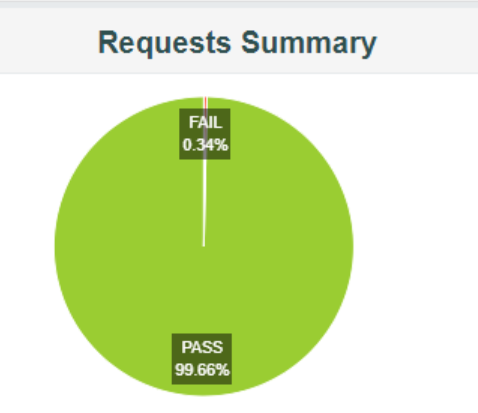 Requests Summary
FAIL
0.34%
PASS
99.66%